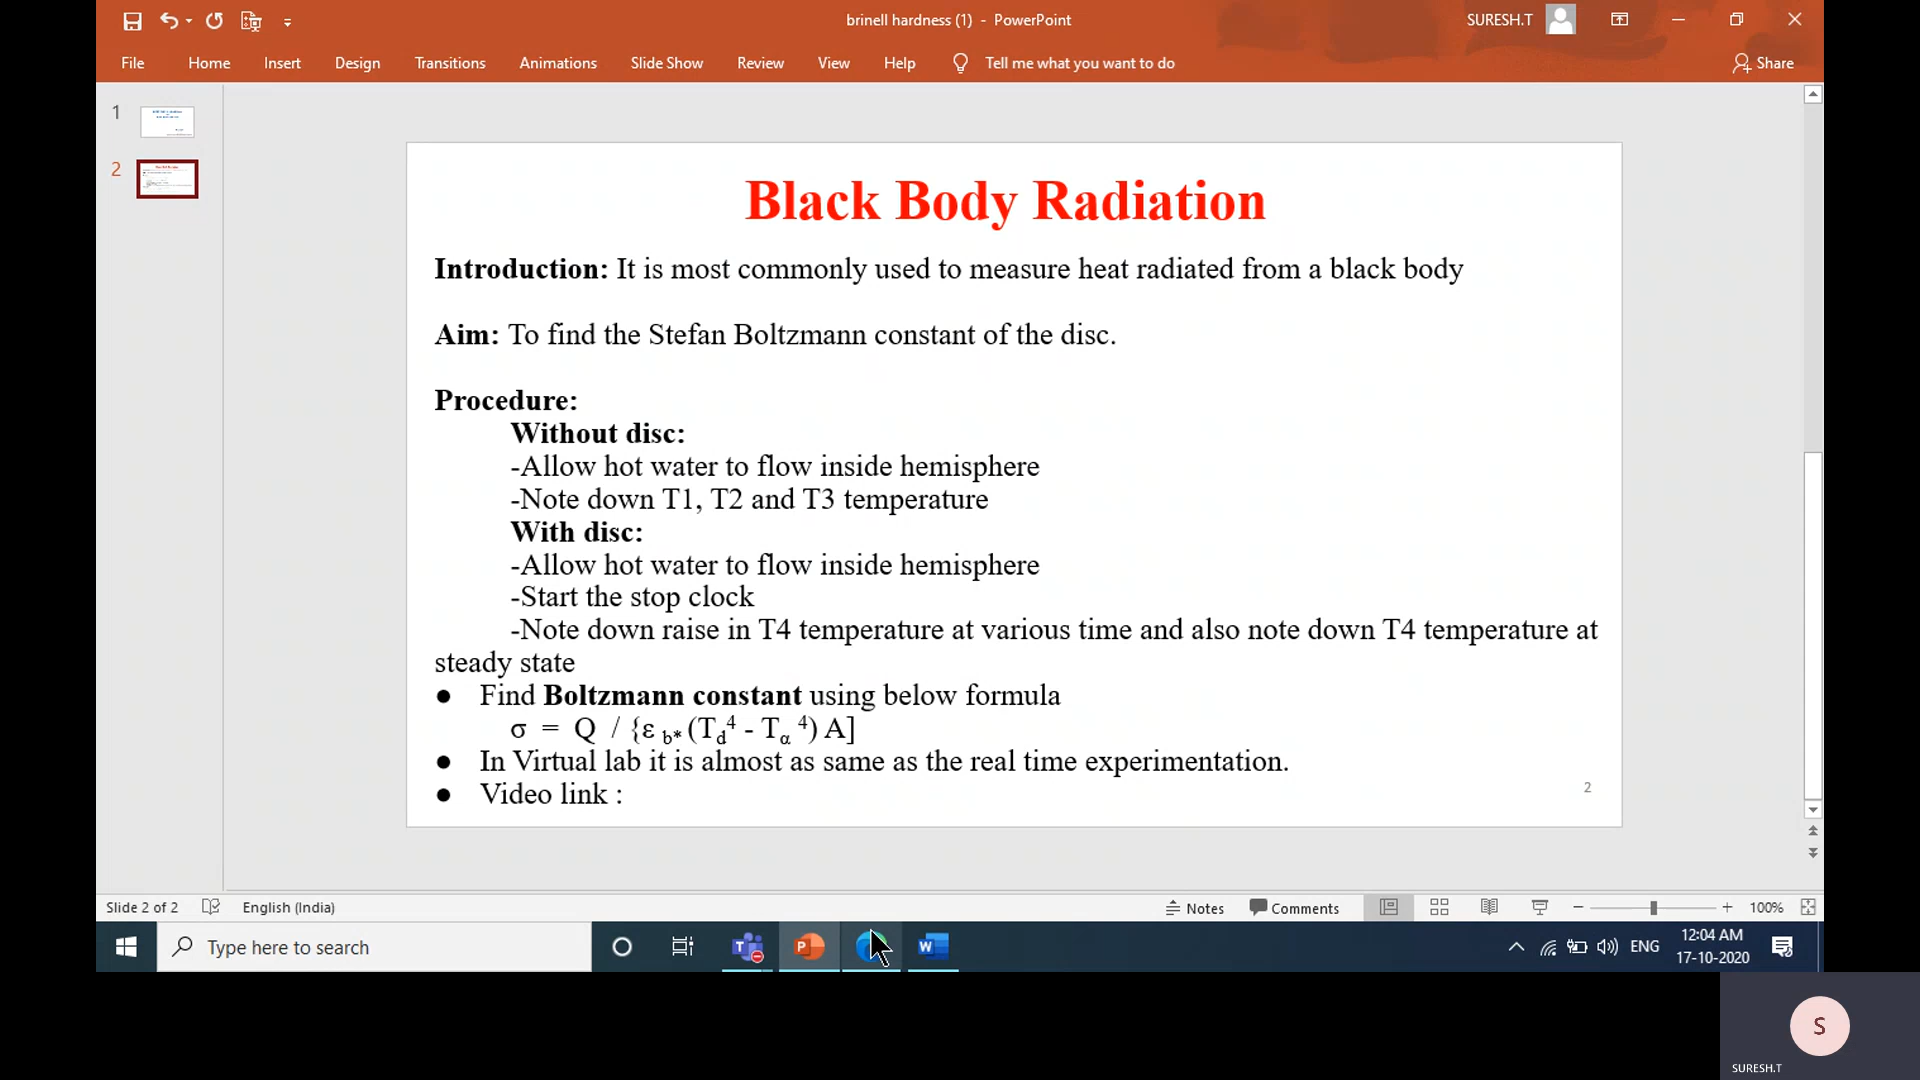 brinell hardness (1) - PowerPoint
SURESH.T
File Home Insert Design Transitions Animations Slide Show Review View Help Tell me what you want to do Share
1
2
Black Body Radiation
Introduction: It is most commonly used to measure heat radiated from a black body
Aim: To find the Stefan Boltzmann constant of the disc.
Procedure:
Without disc:
-Allow hot water to flow inside hemisphere
-Note down T1, T2 and T3 temperature
With disc:
-Allow hot water to flow inside hemisphere
-Start the stop clock
-Note down raise in T4 temperature at various time and also note down T4 temperature at
steady state
● Find Boltzmann constant using below formula
σ = Q / {ε b* (Td⁴ - Tα ⁴) A]
● In Virtual lab it is almost as same as the real time experimentation.
● Video link :
2
Slide 2 of 2 English (India) Notes Comments 100%
Type here to search
ENG
12:04 AM
17-10-2020
S
SURESH.T